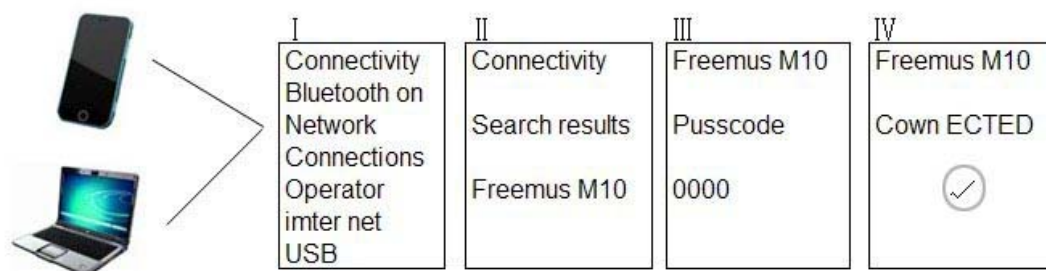 I
Connectivity
Bluetooth on
Network
Connections
Operator
imter net
USB
II
Connectivity
Search results
Freemus M10
III
Freemus M10
Pusscode
0000
IV
Freemus M10
Cown ECTED